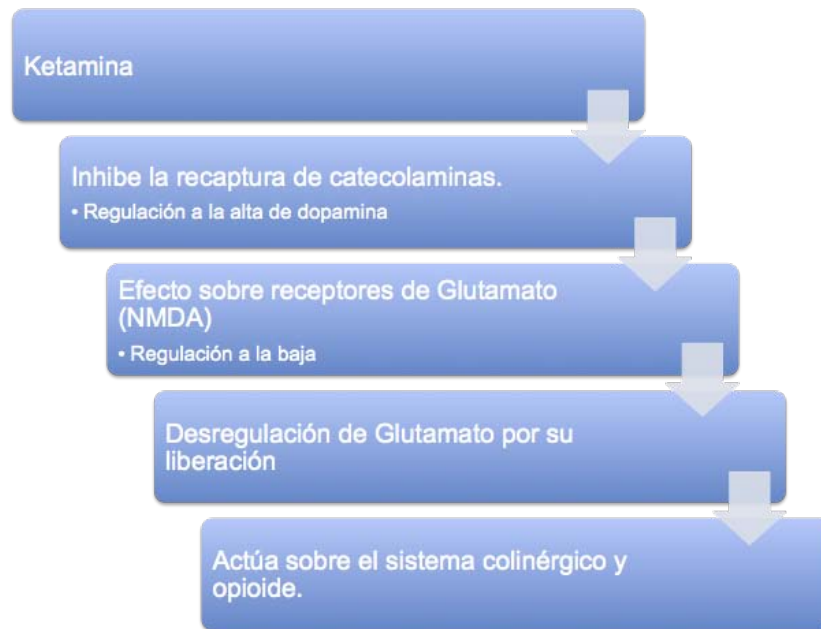 Ketamina
Inhibe la recaptura de catecolaminas.
• Regulación a la alta de dopamina
Efecto sobre receptores de Glutamato
(NMDA)
• Regulación a la baja
Desregulación de Glutamato por su
liberación
Actúa sobre el sistema colinérgico y
opioide.